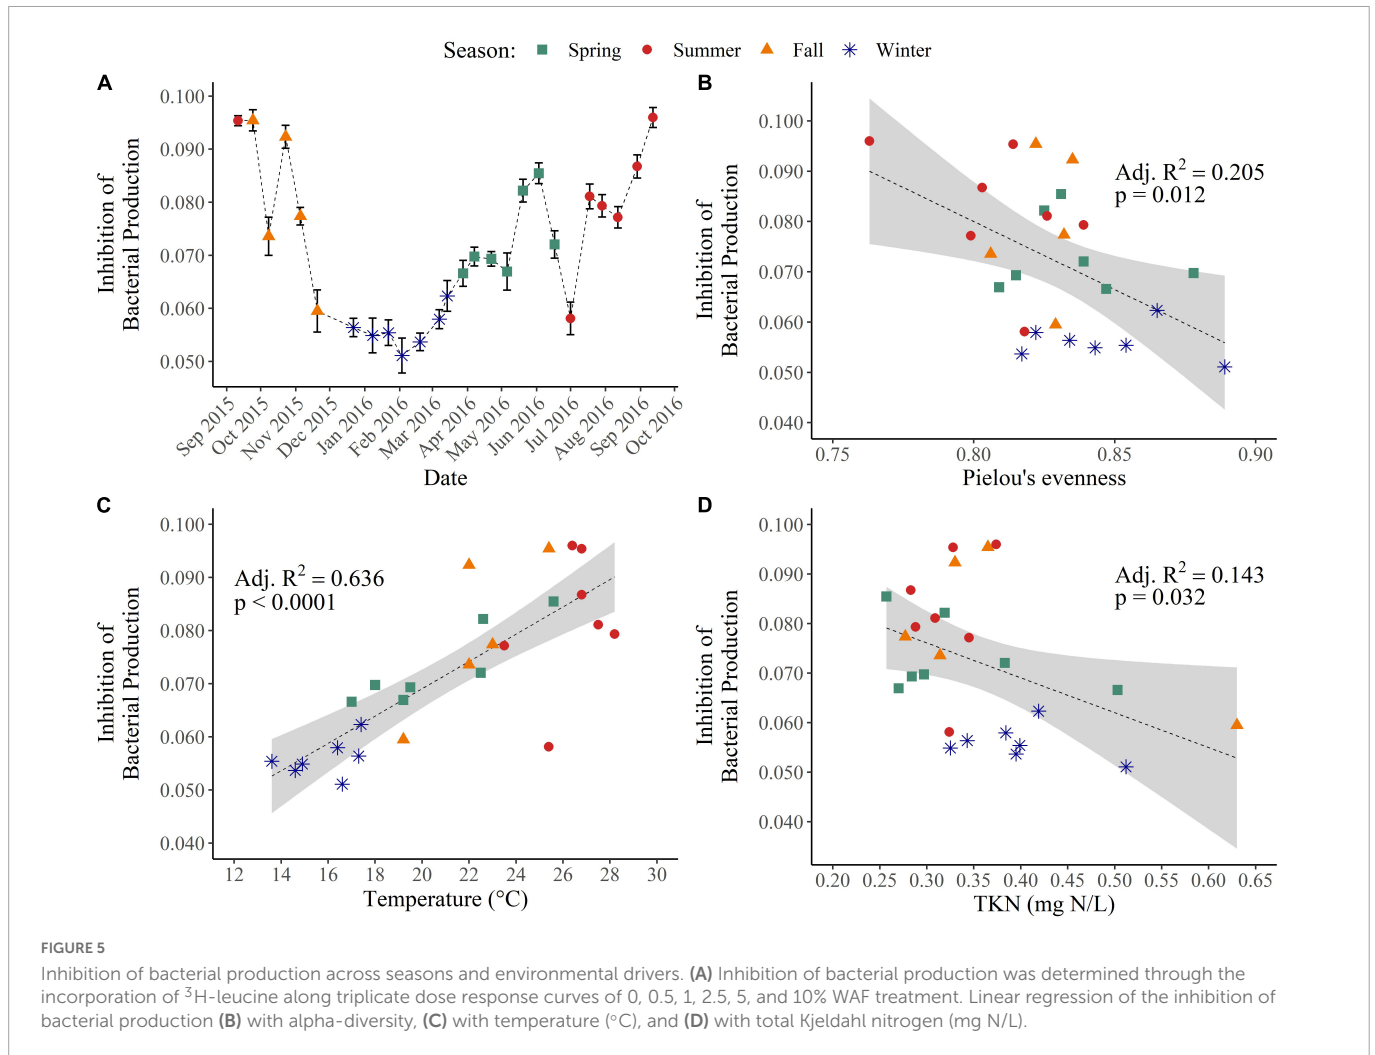 Season: Spring Summer Fall Winter
A
Inhibition of
Bacterial Production
0.100
0.090
0.080
0.070
0.060
0.050
Sep 2015
Oct 2015
Nov 2015
Dec 2015
Jan 2016
Feb 2016
Mar 2016
Apr 2016
May 2016
Jun 2016
Jul 2016
Aug 2016
Sep 2016
Oct 2016
Date
B
Inhibition of
Bacterial Production
0.100
0.090
0.080
0.070
0.060
0.050
0.040
Adj. R² = 0.205
p = 0.012
0.75 0.80 0.85 0.90
Pielou's evenness
C
Inhibition of
Bacterial Production
0.100
0.090
0.080
0.070
0.060
0.050
0.040
Adj. R² = 0.636
p < 0.0001
12 14 16 18 20 22 24 26 28 30
Temperature (°C)
D
Inhibition of
Bacterial Production
0.100
0.090
0.080
0.070
0.060
0.050
0.040
Adj. R² = 0.143
p = 0.032
0.20 0.25 0.30 0.35 0.40 0.45 0.50 0.55 0.60 0.65
TKN (mg N/L)
FIGURE 5
Inhibition of bacterial production across seasons and environmental drivers. (A) Inhibition of bacterial production was determined through the
incorporation of ³H-leucine along triplicate dose response curves of 0, 0.5, 1, 2.5, 5, and 10% WAF treatment. Linear regression of the inhibition of
bacterial production (B) with alpha-diversity, (C) with temperature (°C), and (D) with total Kjeldahl nitrogen (mg N/L).